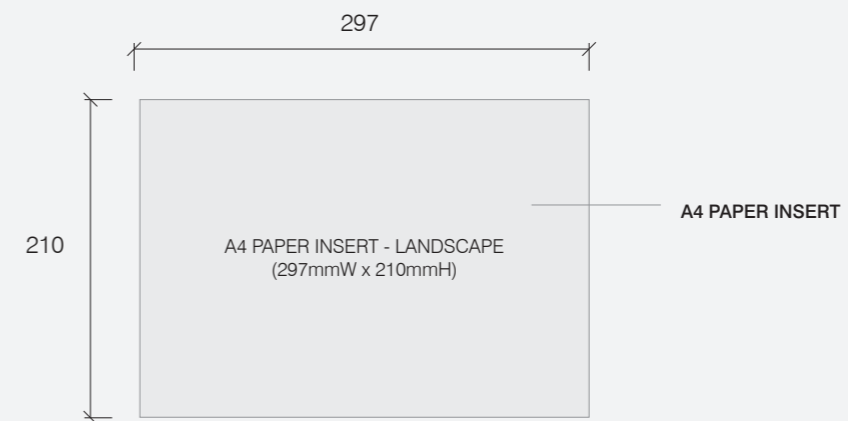 297
210
A4 PAPER INSERT - LANDSCAPE
(297mmW x 210mmH)
A4 PAPER INSERT